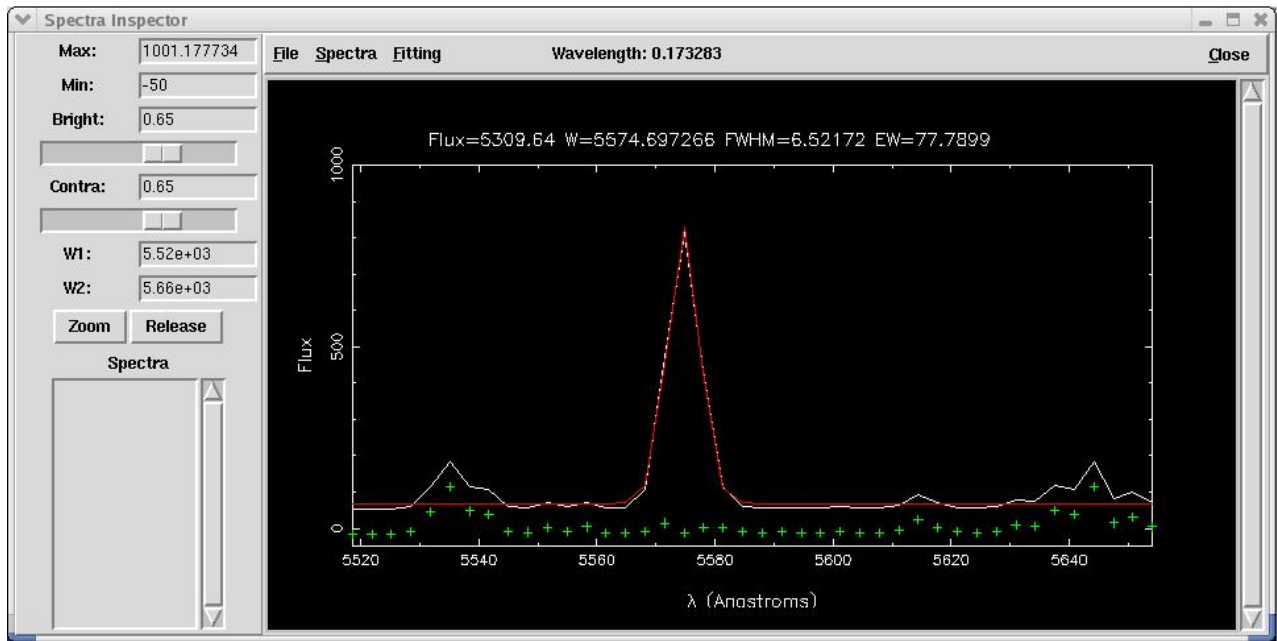 Spectra Inspector
Max: 1001.177734
Min: -50
Bright: 0.65
Contra: 0.65
W1: 5.52e+03
W2: 5.66e+03
Zoom Release
Spectra
File Spectra Fitting Wavelength: 0.173283 Close
Flux=5309.64 W=5574.697266 FWHM=6.52172 EW=77.7899
1000
500
0
Flux
5520 5540 5560 5580 5600 5620 5640
λ (Anastroms)